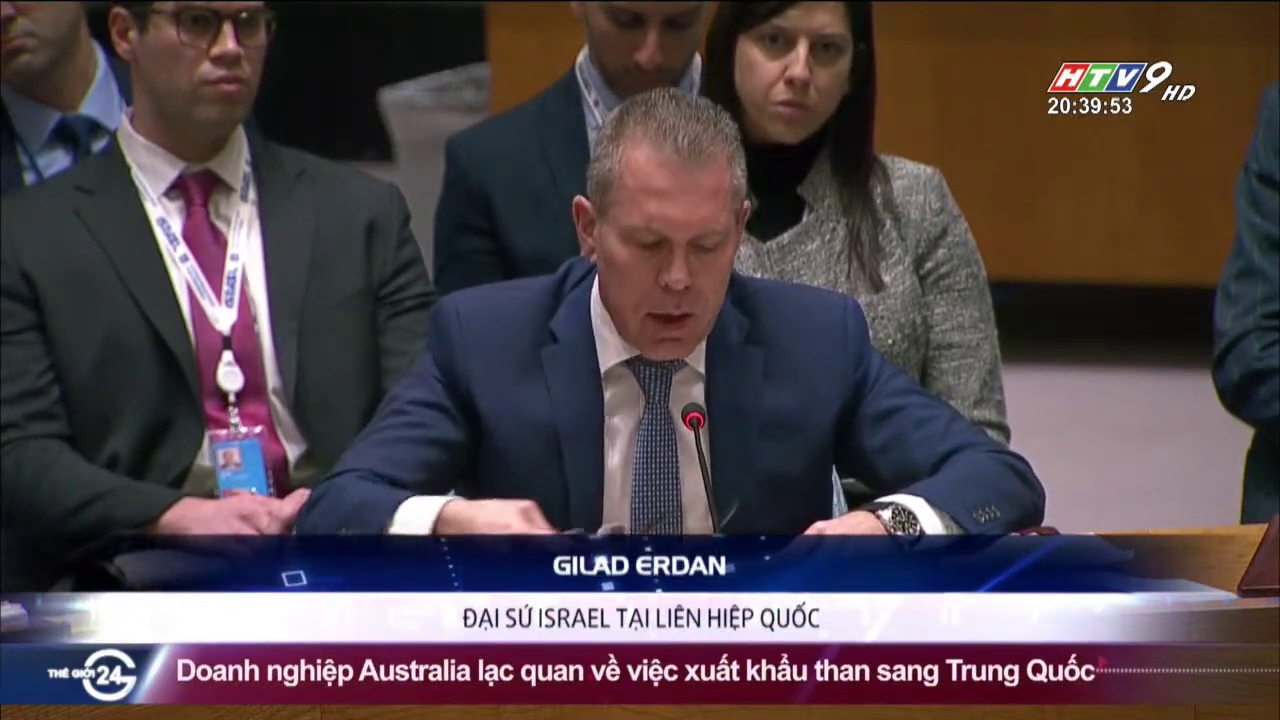 HTV9 HD
20:39:53
GILAD ERDAN
ĐẠI SỨ ISRAEL TẠI LIÊN HIỆP QUỐC
THẾ GIỚI 24G
Doanh nghiệp Australia lạc quan về việc xuất khẩu than sang Trung Quốc